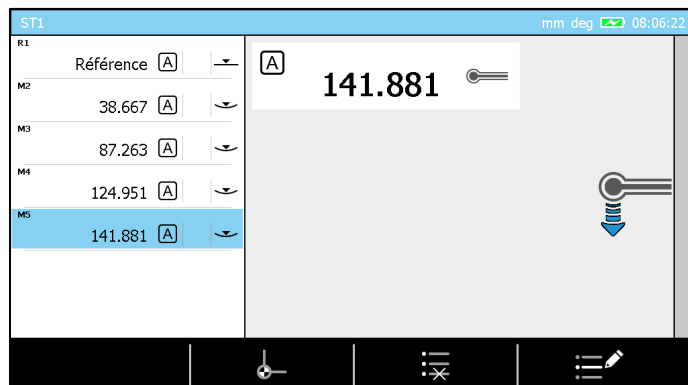 ST1
mm deg 08:06:22
R1
Référence A
M2
38.667 A
M3
87.263 A
M4
124.951 A
M5
141.881 A
A
141.881